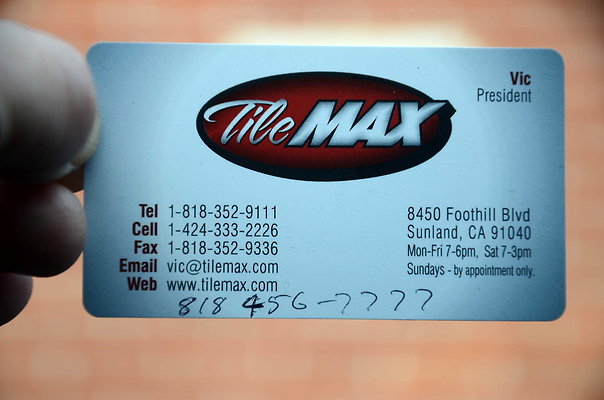 Tile MAX
Vic
President
Tel 1-818-352-9111
Cell 1-424-333-2226
Fax 1-818-352-9336
Email vic@tilemax.com
Web www.tilemax.com
8450 Foothill Blvd
Sunland, CA 91040
Mon-Fri 7-6pm, Sat 7-3pm
Sundays - by appointment only.
818 456-7777